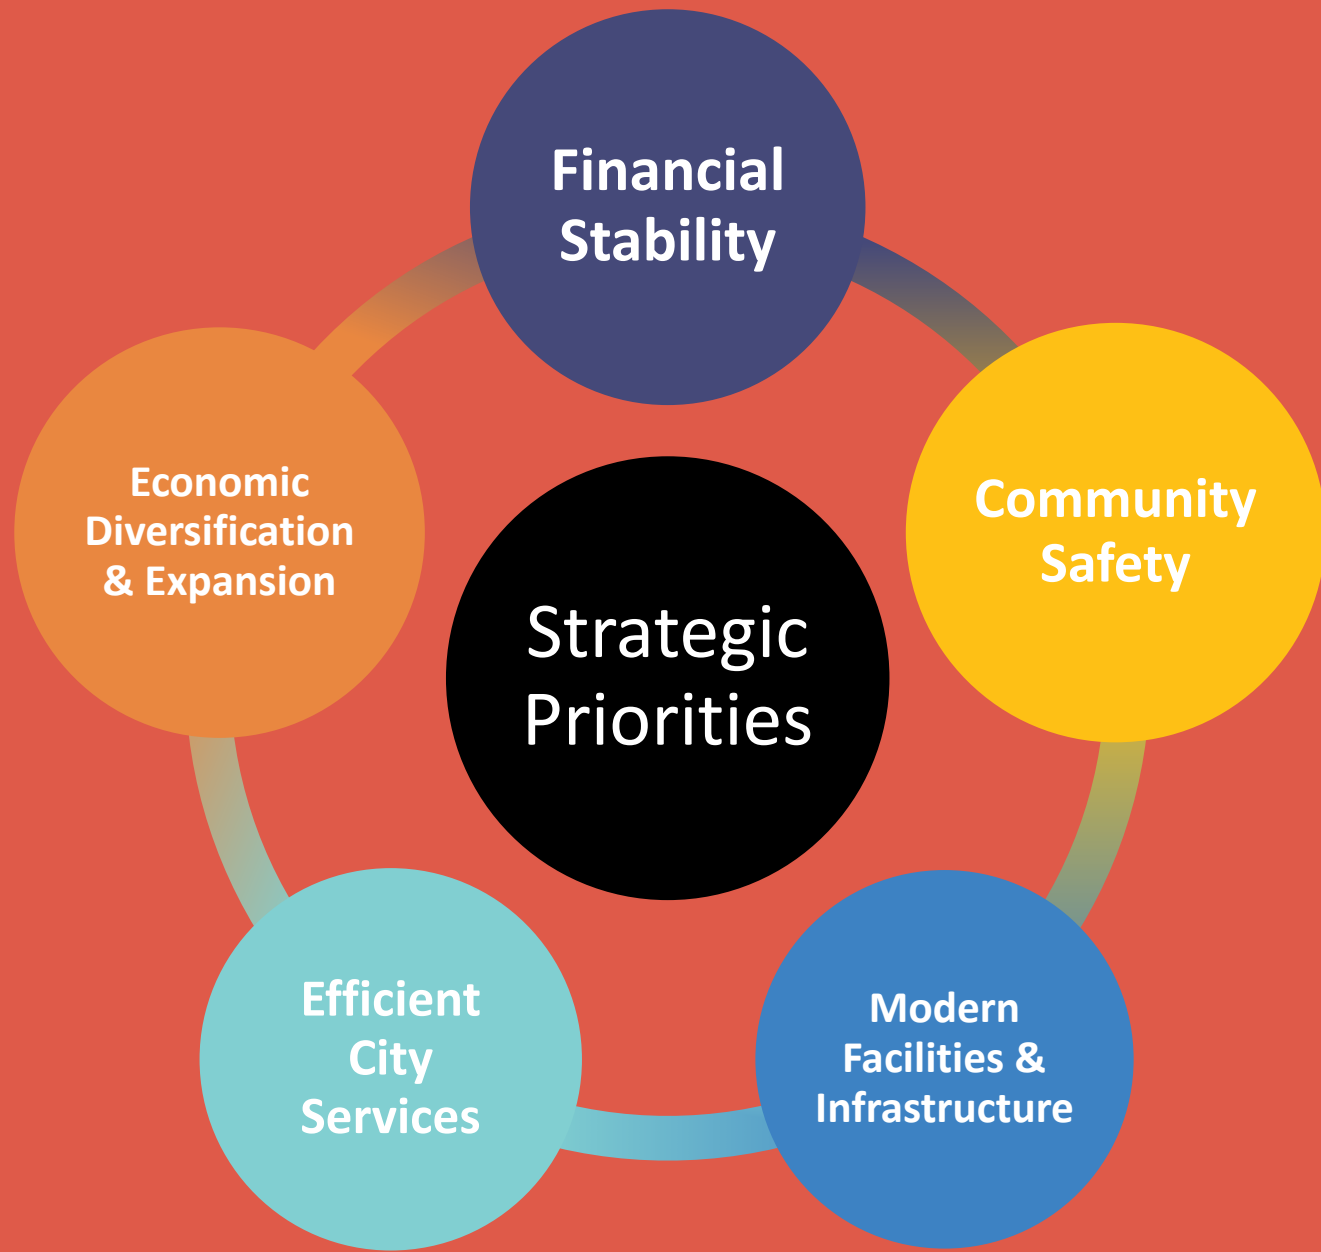 Financial
Stability
Community
Safety
Modern
Facilities &
Infrastructure
Efficient
City
Services
Economic
Diversification
& Expansion
Strategic
Priorities